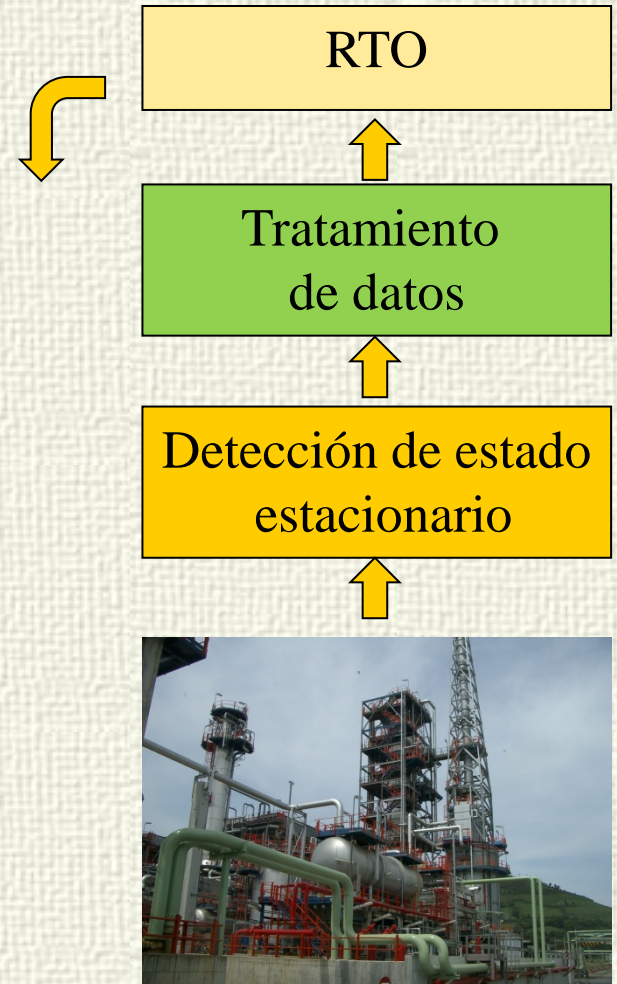 RTO
Tratamiento
de datos
Detección de estado
estacionario